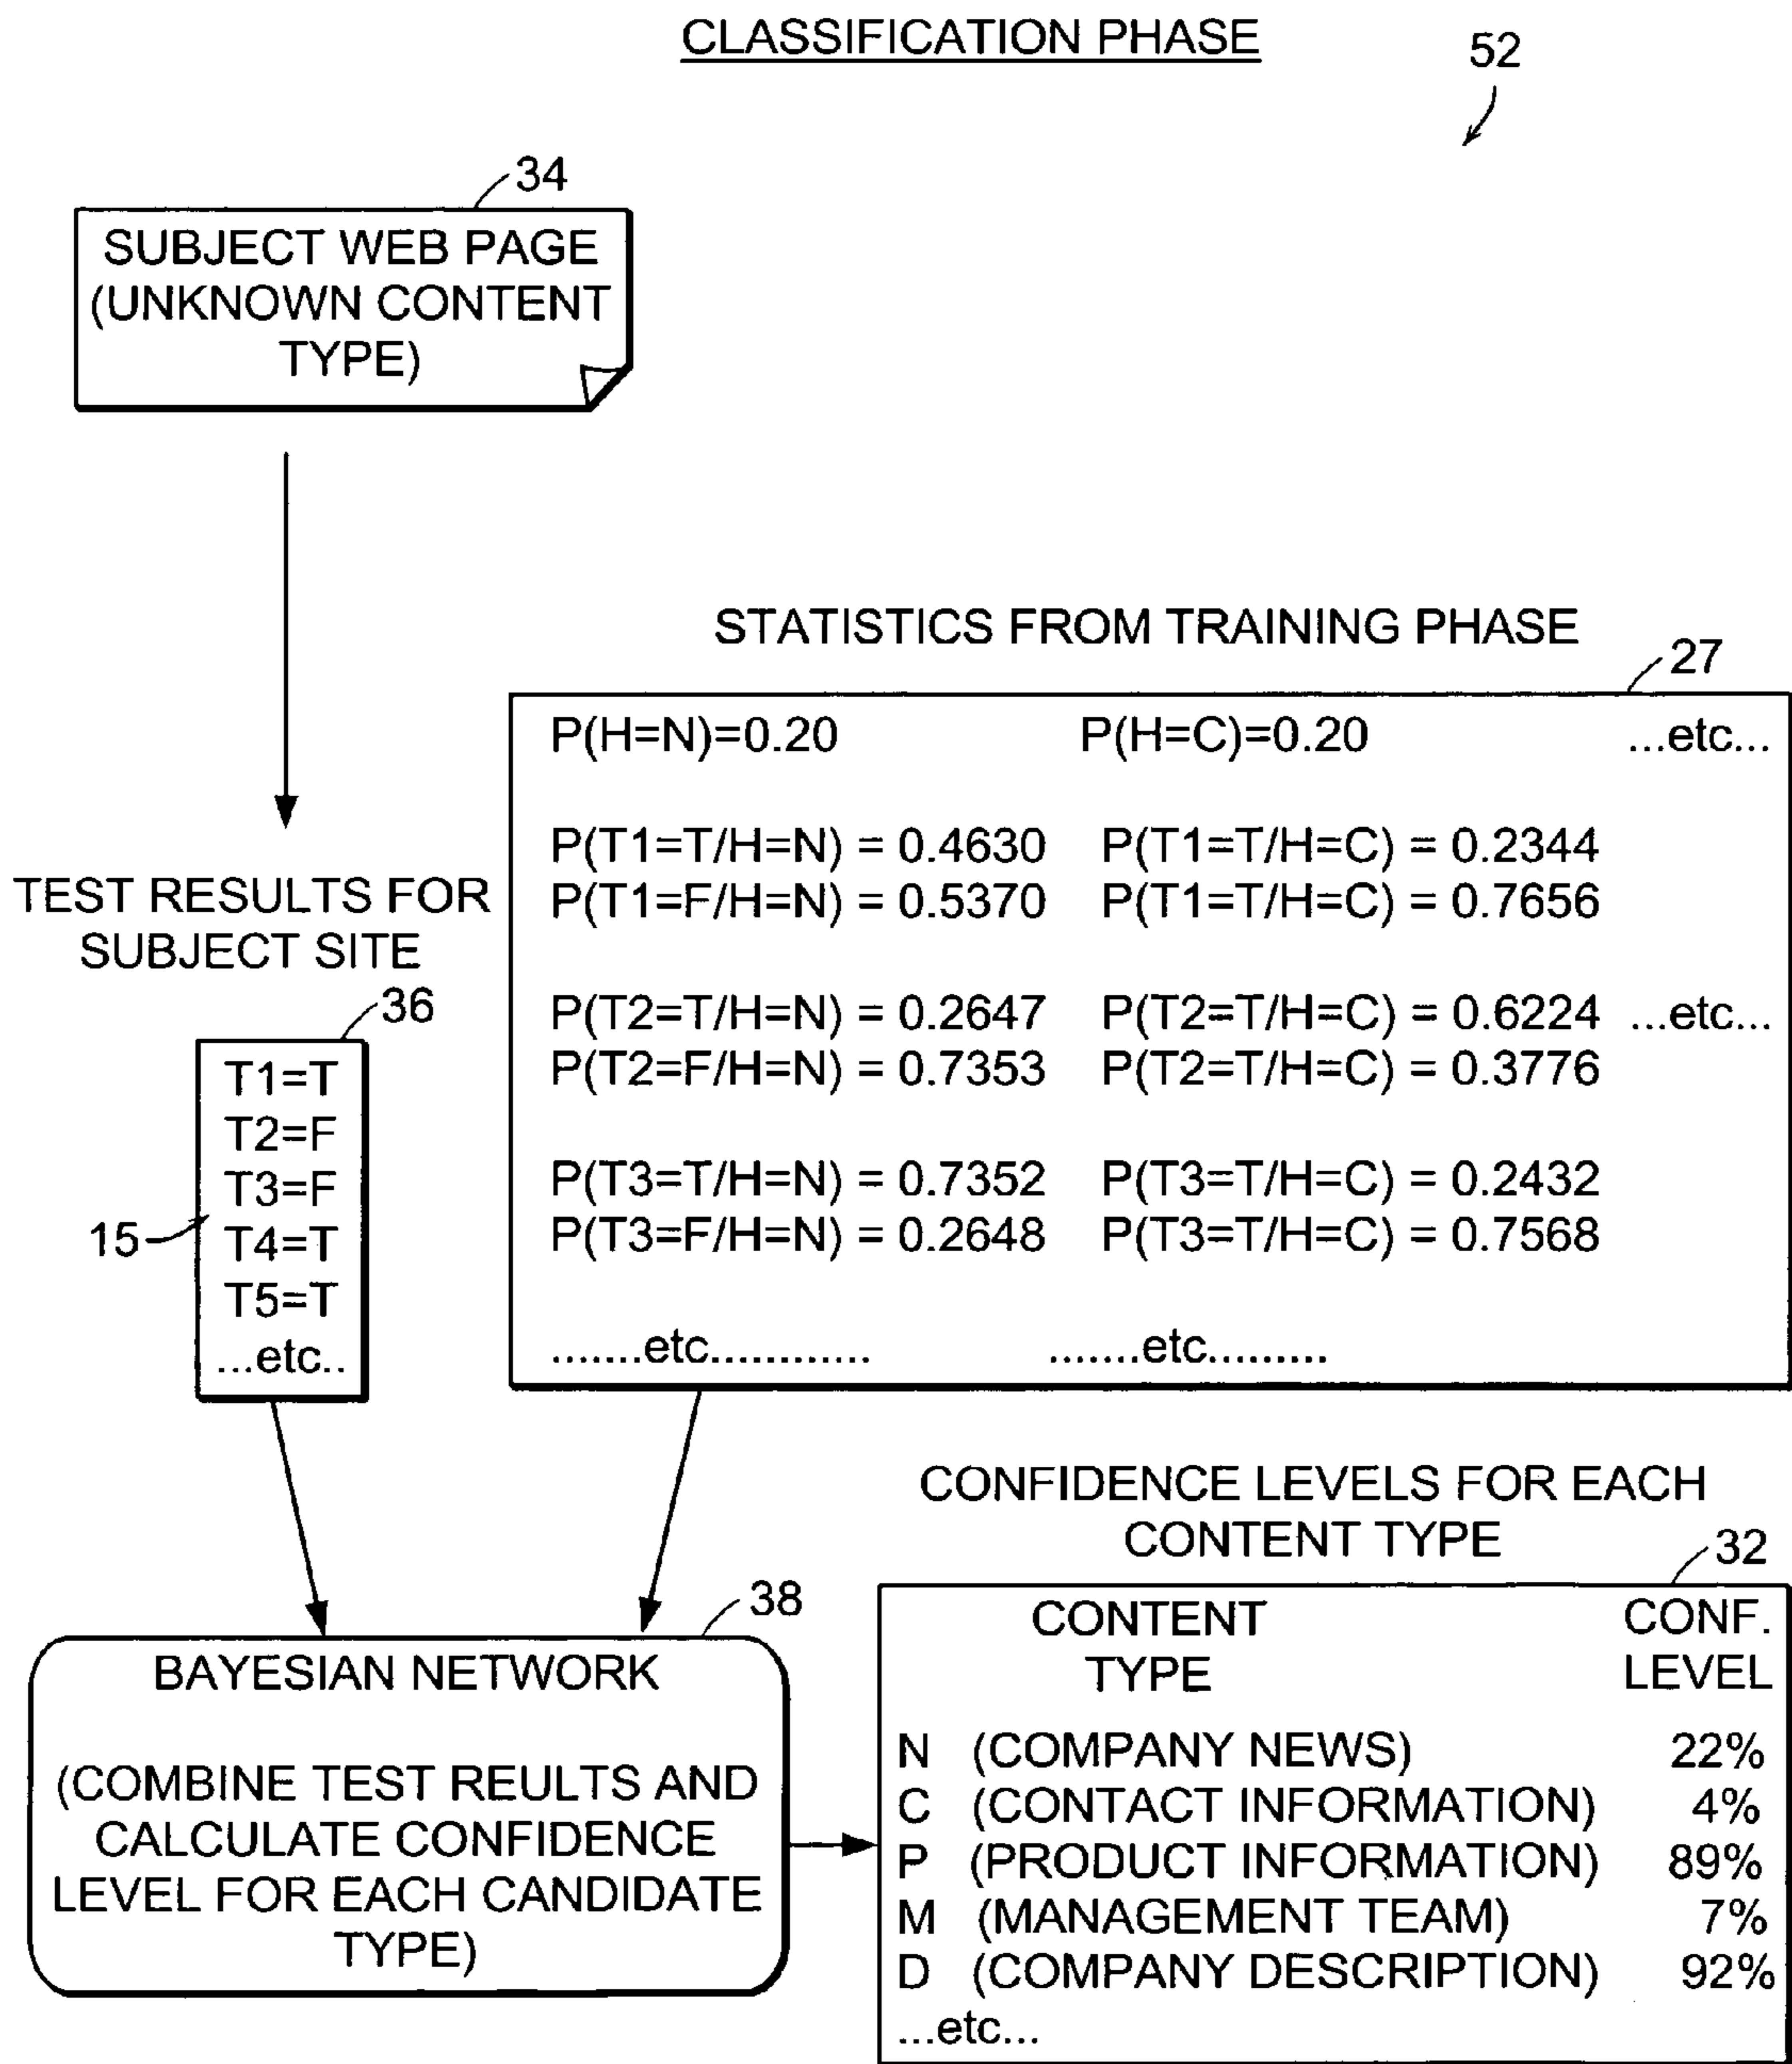 CLASSIFICATION PHASE
52
34
SUBJECT WEB PAGE
(UNKNOWN CONTENT
TYPE)
STATISTICS FROM TRAINING PHASE
27
P(H=N)=0.20 P(H=C)=0.20 ...etc...
P(T1=T/H=N) = 0.4630 P(T1=T/H=C) = 0.2344
P(T1=F/H=N) = 0.5370 P(T1=T/H=C) = 0.7656
P(T2=T/H=N) = 0.2647 P(T2=T/H=C) = 0.6224 ...etc...
P(T2=F/H=N) = 0.7353 P(T2=T/H=C) = 0.3776
P(T3=T/H=N) = 0.7352 P(T3=T/H=C) = 0.2432
P(T3=F/H=N) = 0.2648 P(T3=T/H=C) = 0.7568
.......etc............ .......etc.........
TEST RESULTS FOR
SUBJECT SITE
36
T1=T
T2=F
T3=F
15
T4=T
T5=T
...etc..
38
BAYESIAN NETWORK
(COMBINE TEST REULTS AND
CALCULATE CONFIDENCE
LEVEL FOR EACH CANDIDATE
TYPE)
CONFIDENCE LEVELS FOR EACH
CONTENT TYPE
32
CONTENT CONF.
TYPE LEVEL
N (COMPANY NEWS) 22%
C (CONTACT INFORMATION) 4%
P (PRODUCT INFORMATION) 89%
M (MANAGEMENT TEAM) 7%
D (COMPANY DESCRIPTION) 92%
...etc...